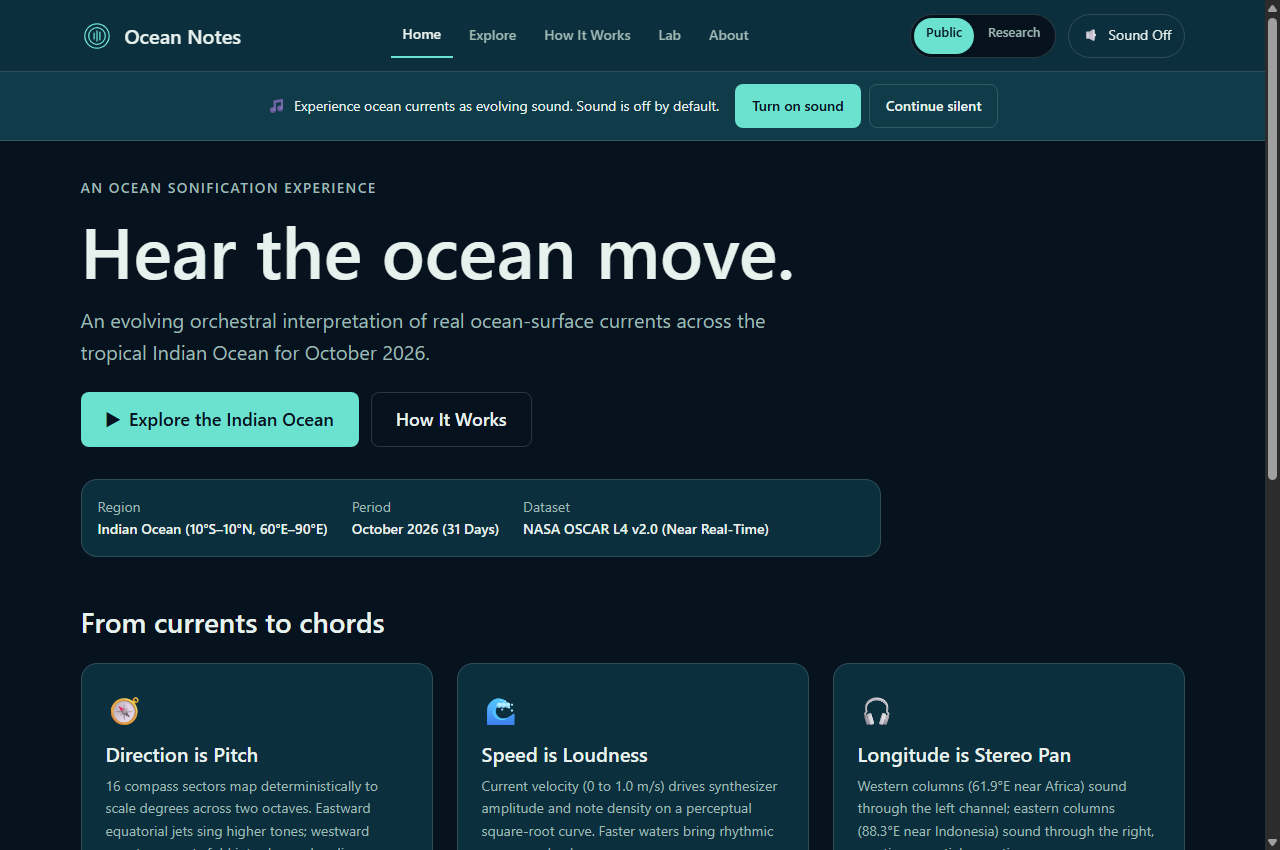 Ocean Notes
Home
Explore
How It Works
Lab
About
Public
Research
Sound Off
Experience ocean currents as evolving sound. Sound is off by default.
Turn on sound
Continue silent
AN OCEAN SONIFICATION EXPERIENCE
Hear the ocean move.
An evolving orchestral interpretation of real ocean-surface currents across the
tropical Indian Ocean for October 2026.
Explore the Indian Ocean
How It Works
Region
Indian Ocean (10°S–10°N, 60°E–90°E)
Period
October 2026 (31 Days)
Dataset
NASA OSCAR L4 v2.0 (Near Real-Time)
From currents to chords
Direction is Pitch
16 compass sectors map deterministically to
scale degrees across two octaves. Eastward
equatorial jets sing higher tones; westward
Speed is Loudness
Current velocity (0 to 1.0 m/s) drives synthesizer
amplitude and note density on a perceptual
square-root curve. Faster waters bring rhythmic
Longitude is Stereo Pan
Western columns (61.9°E near Africa) sound
through the left channel; eastern columns
(88.3°E near Indonesia) sound through the right,